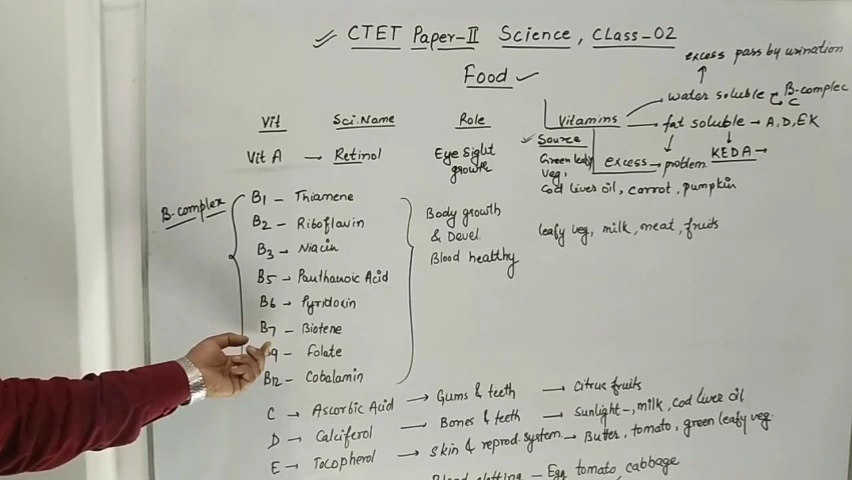 ✓ CTET Paper-II Science, Class-02
excess pass by urination
Food ✓
water soluble → B-complec
C
Vit Sci.Name Role Vitamins → fat soluble → A, D, EK
Source
Vit A → Retinol Eye sight growth
Green leafy veg, excess → problem KEDA →
Cod liver oil, carrot, pumpkin
B-complex
B1 - Thiamene
B2 - Riboflavin
B3 → Niacin
B5 → Panthanoic Acid
B6 → Pyridoxin
B7 - Biotene
B9 - Folate
B12 - Cobalamin
Body growth
& Devel.
Blood healthy
leafy veg, milk, meat, fruits
C → Ascorbic Acid → Gums & teeth → citrus fruits
D → Calciferol → Bones & teeth → Sunlight -, milk, cod liver oil
E → Tocopherol → Skin & reprod. system → Butter, tomato, green leafy veg.
clotting - Egg, tomato, cabbage